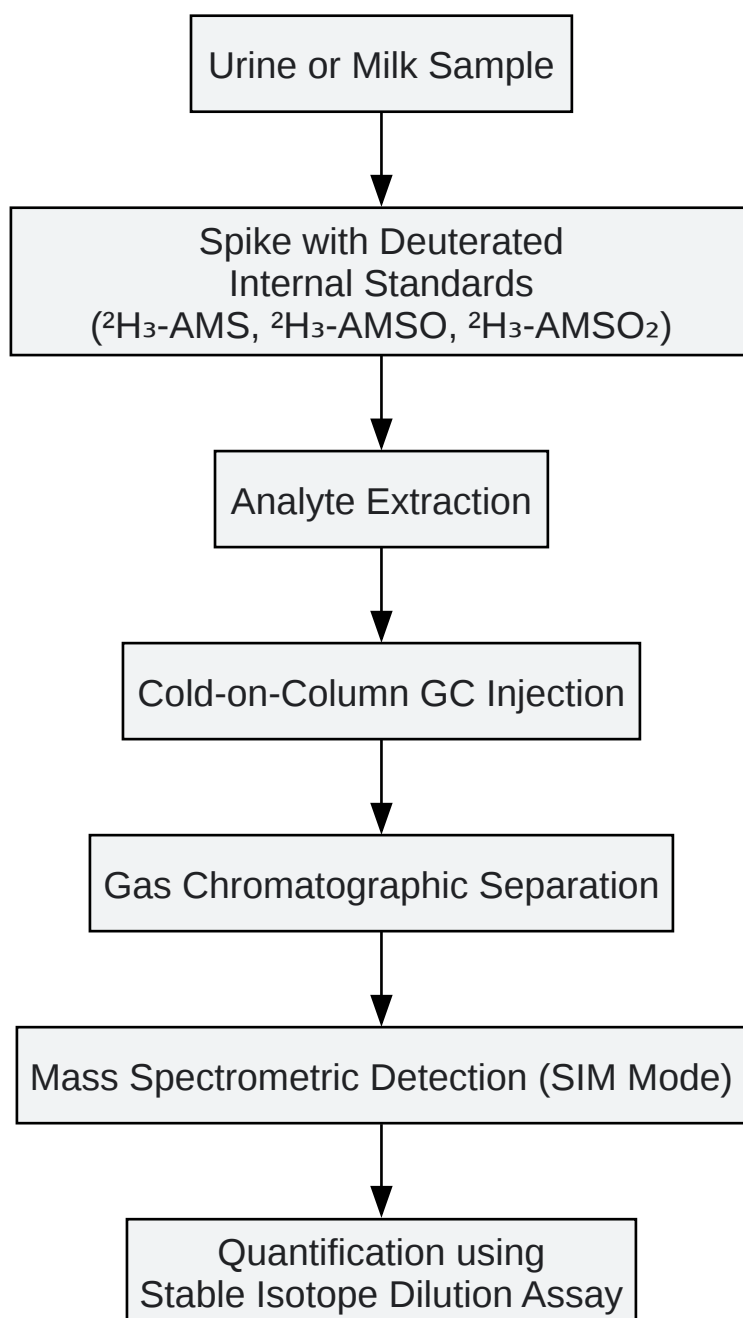 Urine or Milk Sample
Spike with Deuterated
Internal Standards
(²H₃-AMS, ²H₃-AMSO, ²H₃-AMSO₂)
Analyte Extraction
Cold-on-Column GC Injection
Gas Chromatographic Separation
Mass Spectrometric Detection (SIM Mode)
Quantification using
Stable Isotope Dilution Assay